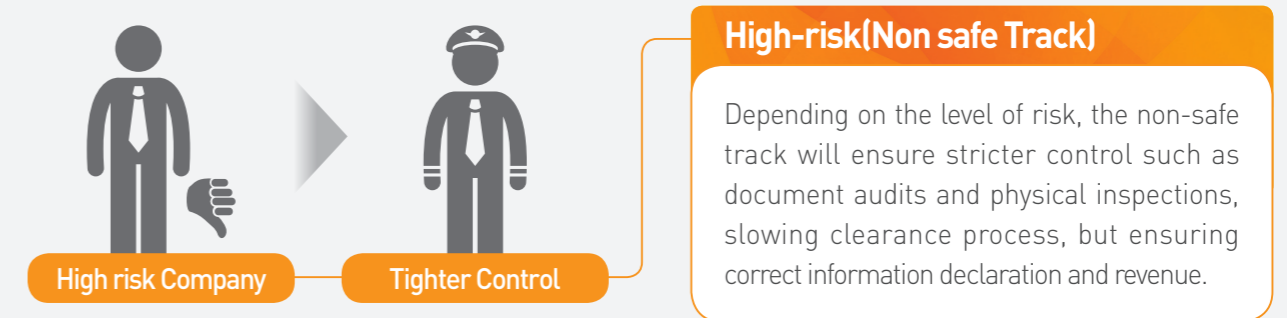 High risk Company
Tighter Control
High-risk(Non safe Track)
Depending on the level of risk, the non-safe
track will ensure stricter control such as
document audits and physical inspections,
slowing clearance process, but ensuring
correct information declaration and revenue.